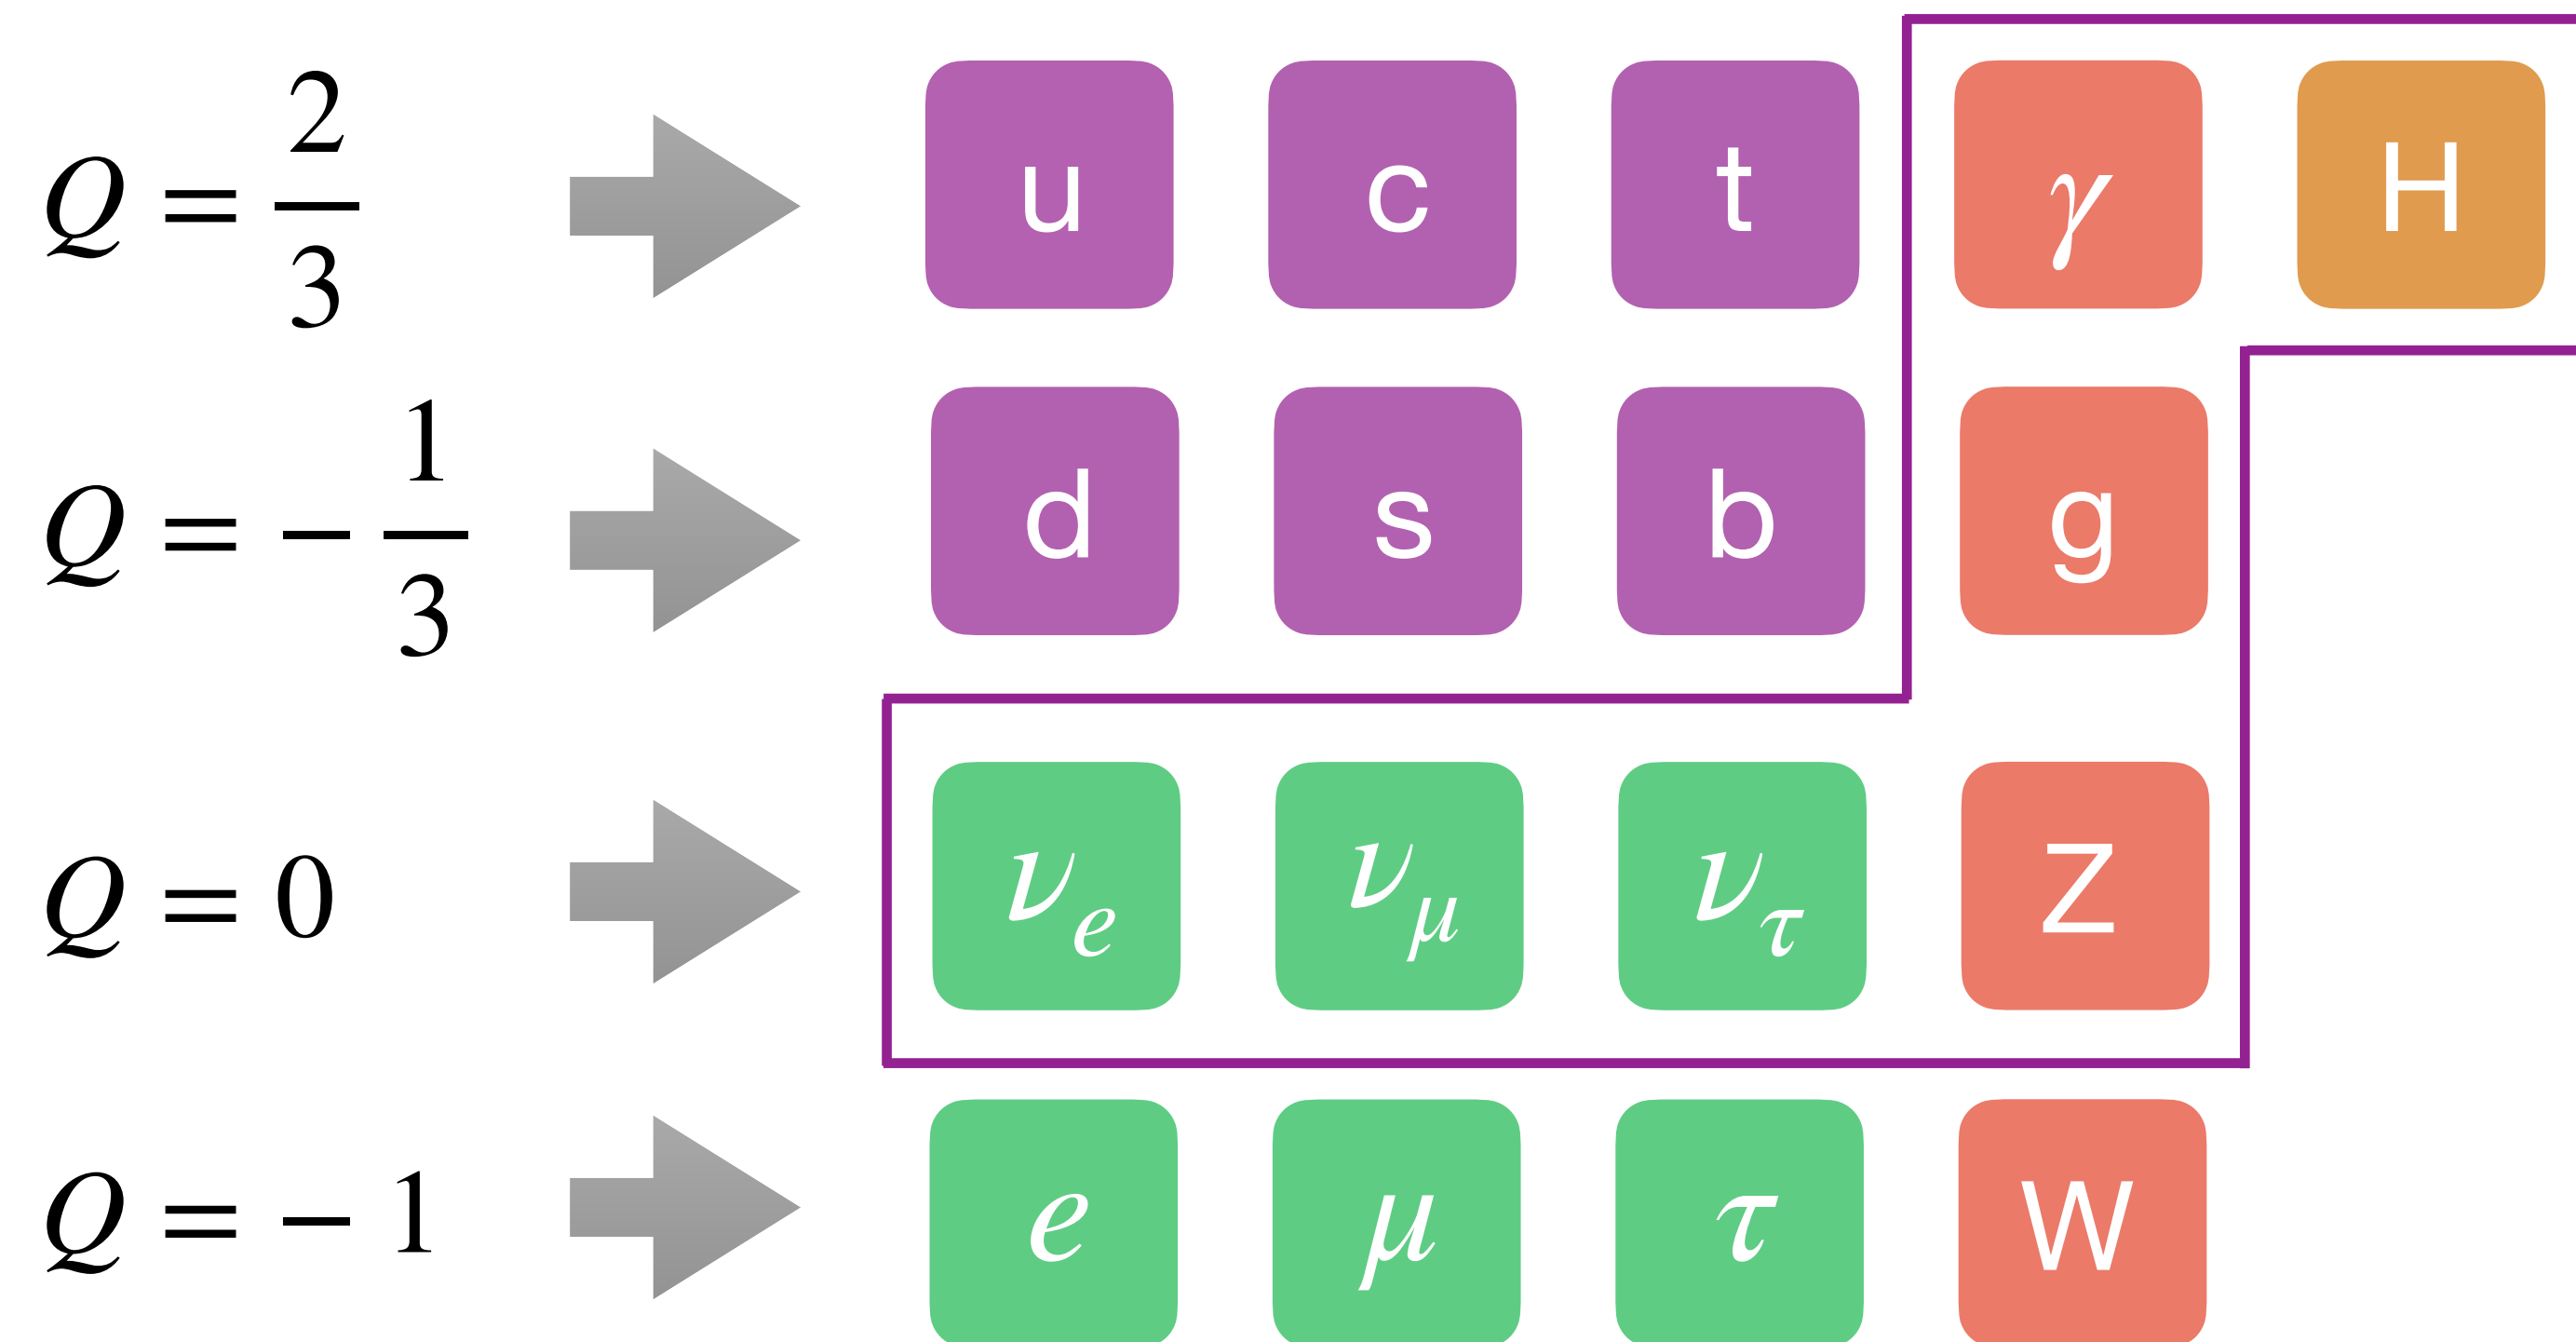 Q = 2/3 u c t γ H
Q = − 1/3 d s b g
Q = 0 νe νμ ντ Z
Q = − 1 e μ τ W